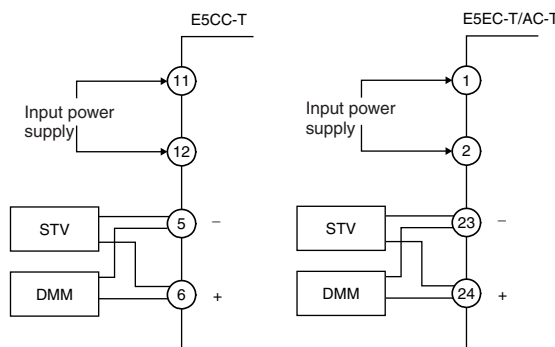 E5CC-T
11
Input power
supply
12
STV
5
−
DMM
6
+
E5EC-T/AC-T
1
Input power
supply
2
STV
23
−
DMM
24
+